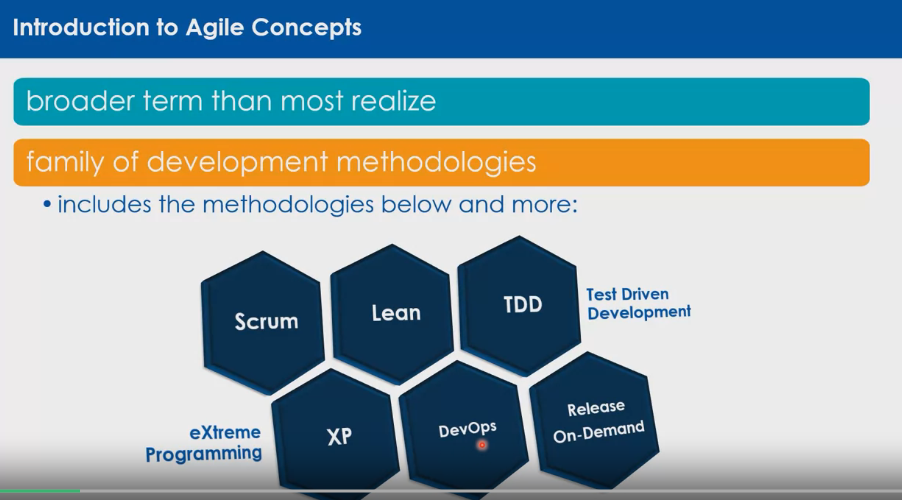 Introduction to Agile Concepts
broader term than most realize
family of development methodologies
• includes the methodologies below and more:
Scrum
Lean
TDD
Test Driven
Development
eXtreme
Programming
XP
DevOps
Release
On-Demand